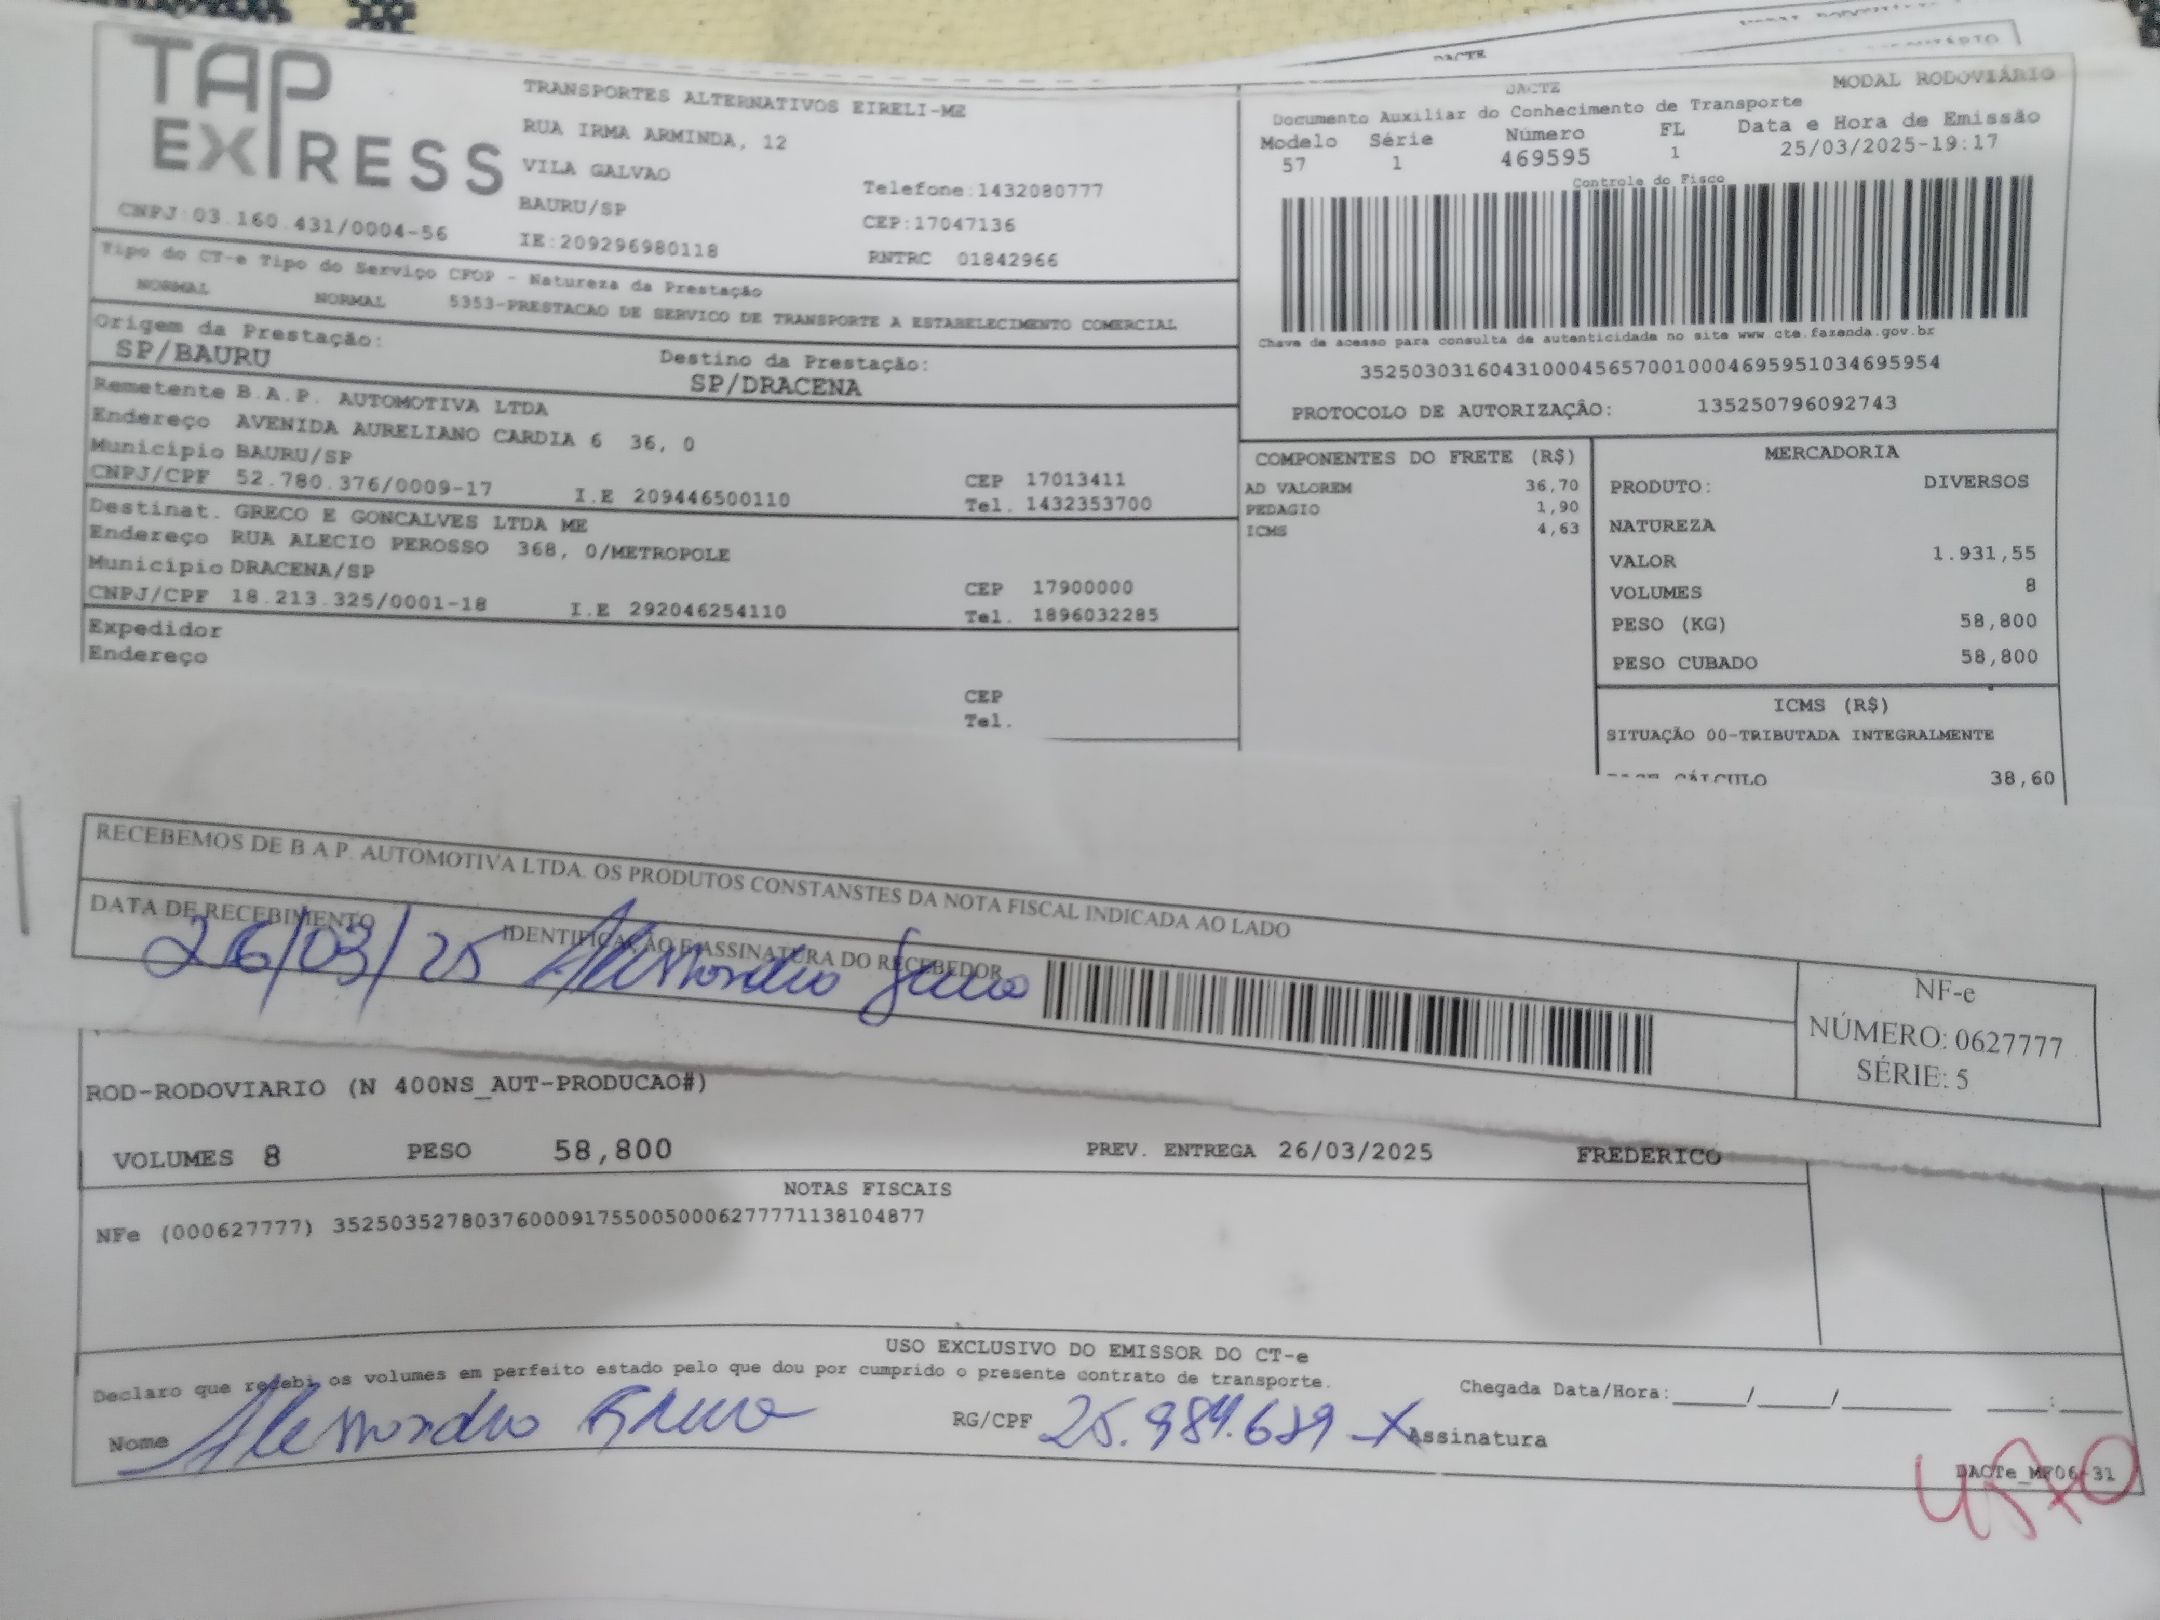 TAP EXPRESS
TRANSPORTES ALTERNATIVOS EIRELI-ME
RUA IRMA ARMINDA, 12
VILA GALVAO
BAURU/SP
Telefone:1432080777
CEP:17047136
CNPJ:03.160.431/0004-56
IE:209296980118
RNTRC 01842966
Tipo do CT-e Tipo do Serviço CFOP - Natureza da Prestação
NORMAL NORMAL 5353-PRESTACAO DE SERVICO DE TRANSPORTE A ESTABELECIMENTO COMERCIAL
Origem da Prestação:
SP/BAURU
Destino da Prestação:
SP/DRACENA
Remetente B.A.P. AUTOMOTIVA LTDA
Endereço AVENIDA AURELIANO CARDIA 6 36, 0
Municipio BAURU/SP
CEP 17013411
CNPJ/CPF 52.780.376/0009-17 I.E 209446500110 Tel. 1432353700
Destinat. GRECO E GONCALVES LTDA ME
Endereço RUA ALECIO PEROSSO 368, 0/METROPOLE
Municipio DRACENA/SP
CEP 17900000
CNPJ/CPF 18.213.325/0001-18 I.E 292046254110 Tel. 1896032285
Expedidor
Endereço
CEP
Tel.
DACTE
DACTE MODAL RODOVIÁRIO
Documento Auxiliar do Conhecimento de Transporte
Modelo Série Número FL Data e Hora de Emissão
57 1 469595 1 25/03/2025-19:17
Controle do Fisco
Chave de acesso para consulta de autenticidade no site www.cte.fazenda.gov.br
35250303160431000456570010004695951034695954
PROTOCOLO DE AUTORIZAÇÃO: 135250796092743
COMPONENTES DO FRETE (R$)
AD VALOREM 36,70
PEDAGIO 1,90
ICMS 4,63
MERCADORIA
PRODUTO: DIVERSOS
NATUREZA
VALOR 1.931,55
VOLUMES 8
PESO (KG) 58,800
PESO CUBADO 58,800
ICMS (R$)
SITUAÇÃO 00-TRIBUTADA INTEGRALMENTE
CÁLCULO 38,60
RECEBEMOS DE B A P. AUTOMOTIVA LTDA. OS PRODUTOS CONSTANSTES DA NOTA FISCAL INDICADA AO LADO
DATA DE RECEBIMENTO IDENTIFICAÇÃO E ASSINATURA DO RECEBEDOR
26/03/25 Alessandro
NF-e
NÚMERO: 0627777
SÉRIE: 5
ROD-RODOVIARIO (N 400NS_AUT-PRODUCAO#)
VOLUMES 8 PESO 58,800 PREV. ENTREGA 26/03/2025 FREDERICO
NOTAS FISCAIS
NFe (000627777) 35250352780376000917550050006277771138104877
USO EXCLUSIVO DO EMISSOR DO CT-e
Declaro que recebi os volumes em perfeito estado pelo que dou por cumprido o presente contrato de transporte.
Chegada Data/Hora:____/____/______ ___:____
Nome Alessandro RG/CPF 25.984.689-X Assinatura
DACTe_MF06-31